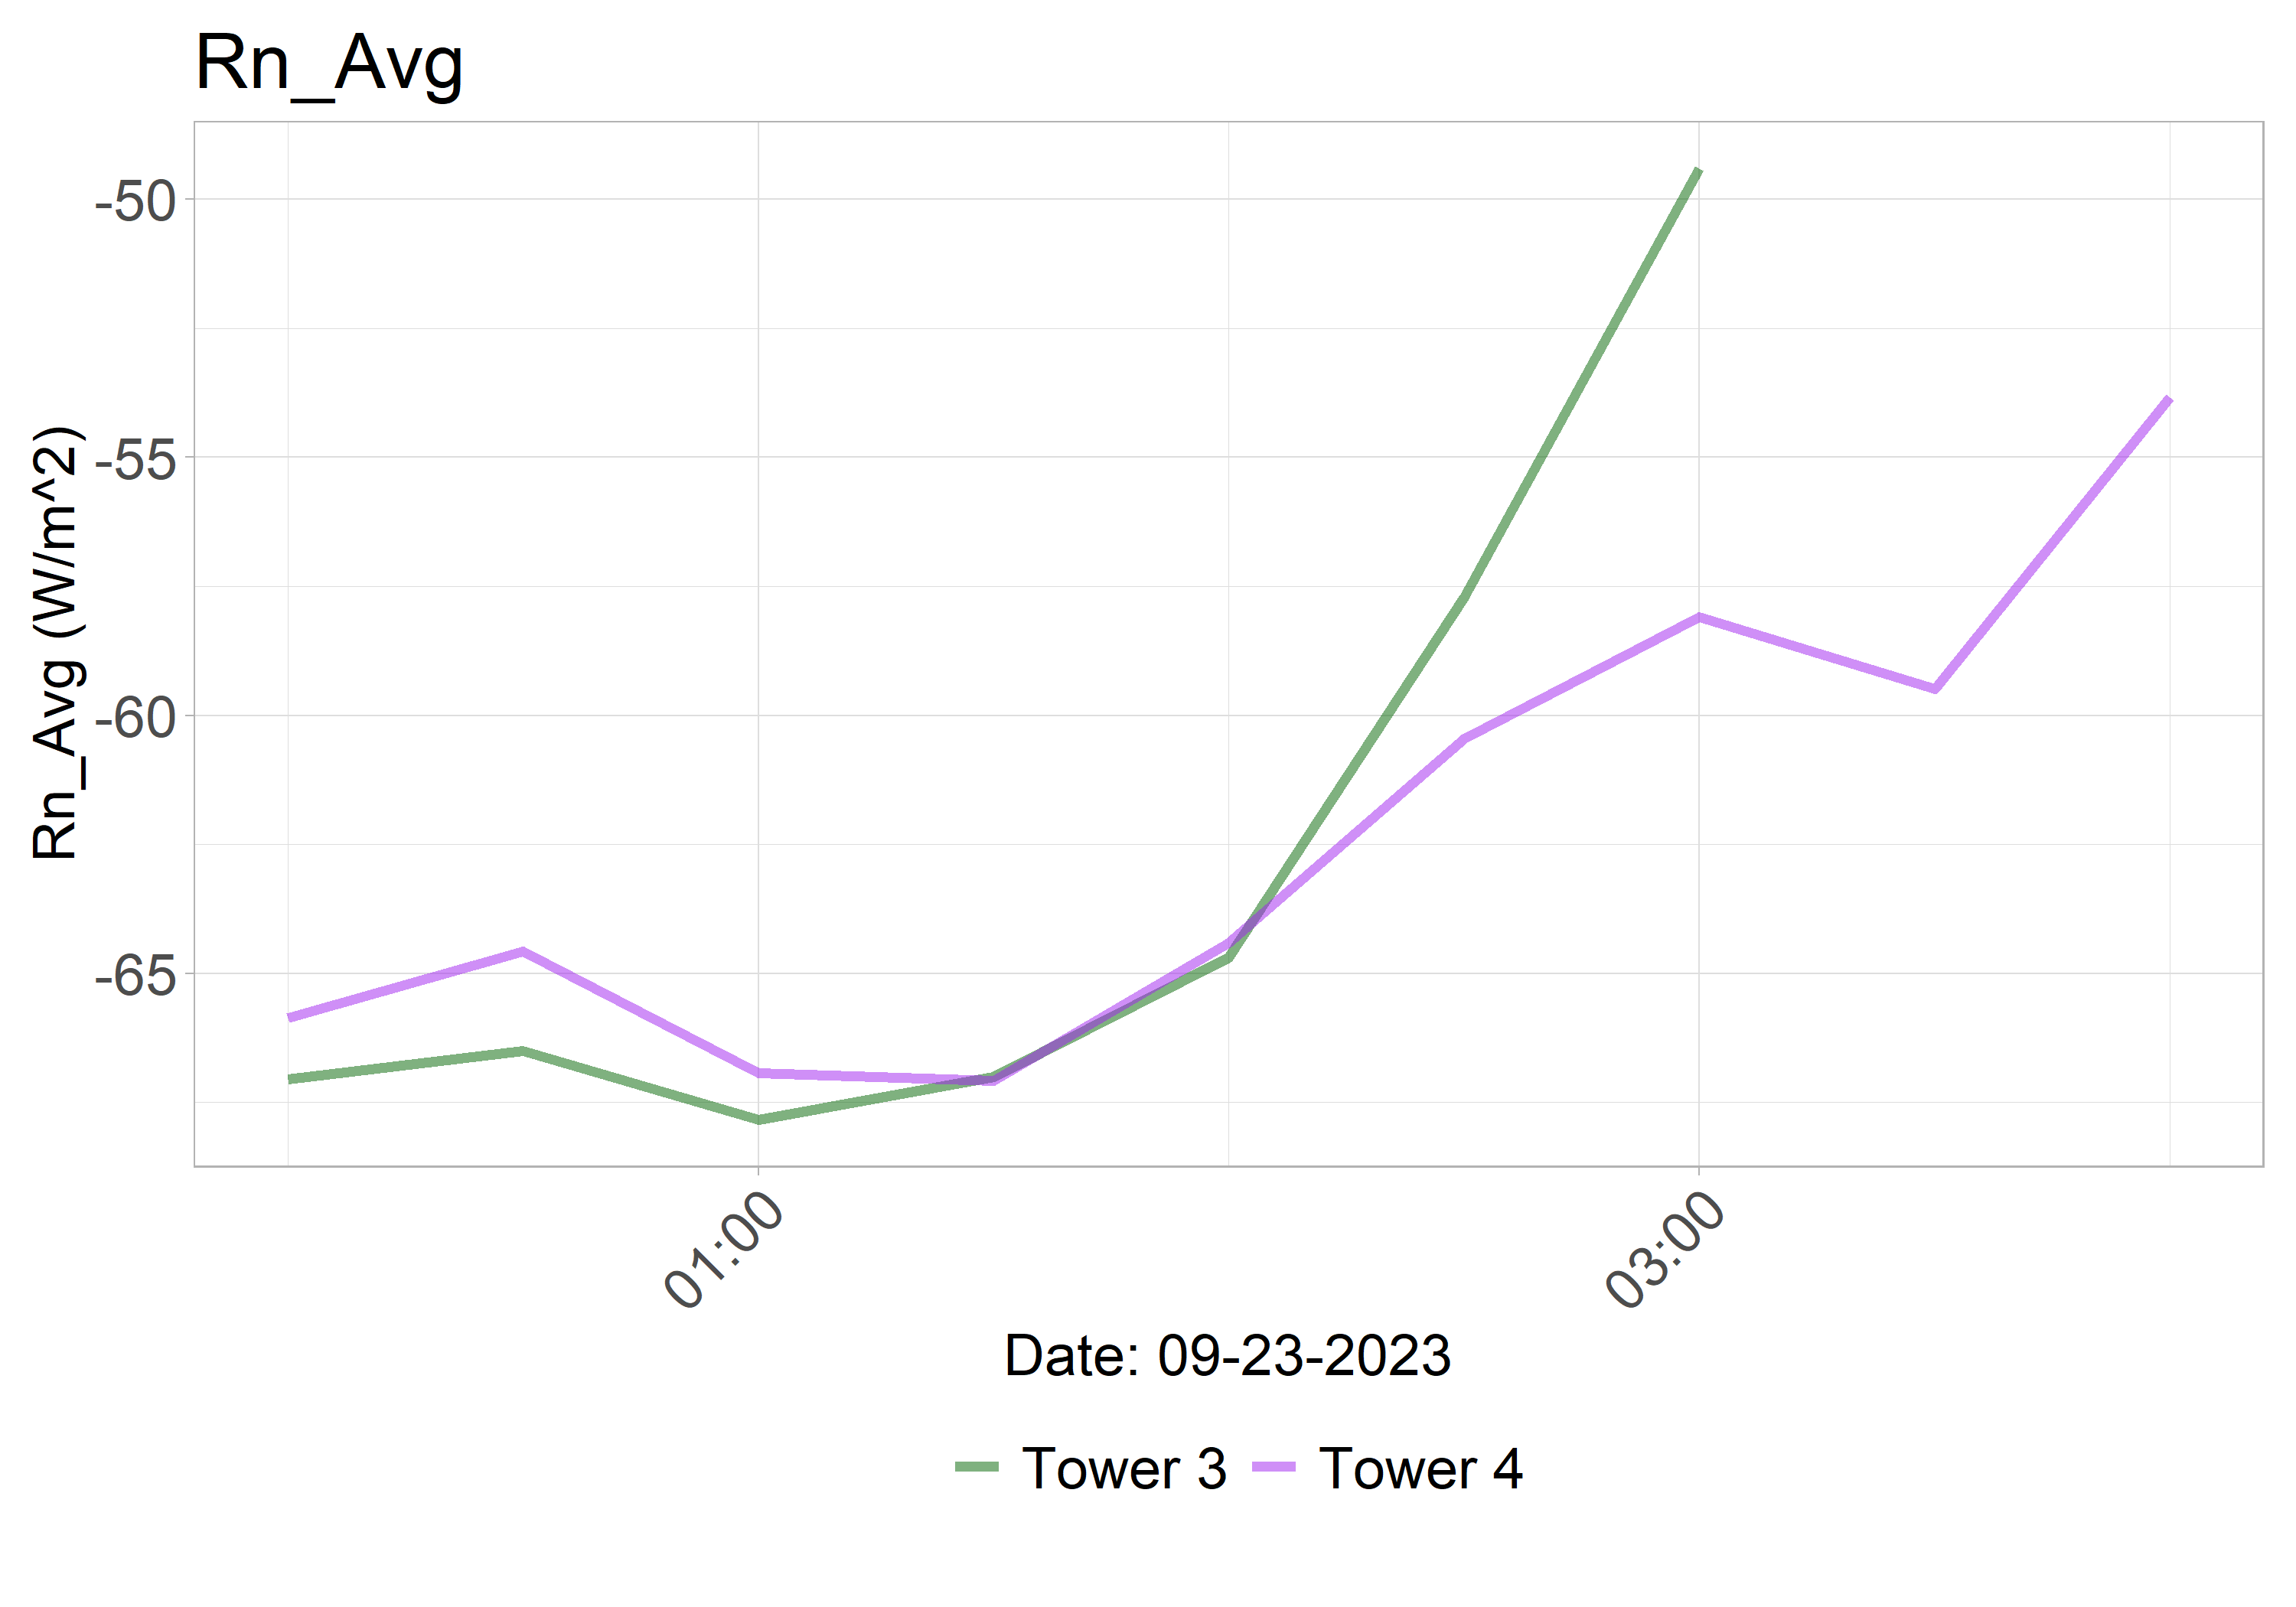 Rn_Avg
Rn_Avg (W/m^2)
-50
-55
-60
-65
01:00
03:00
Date: 09-23-2023
Tower 3
Tower 4